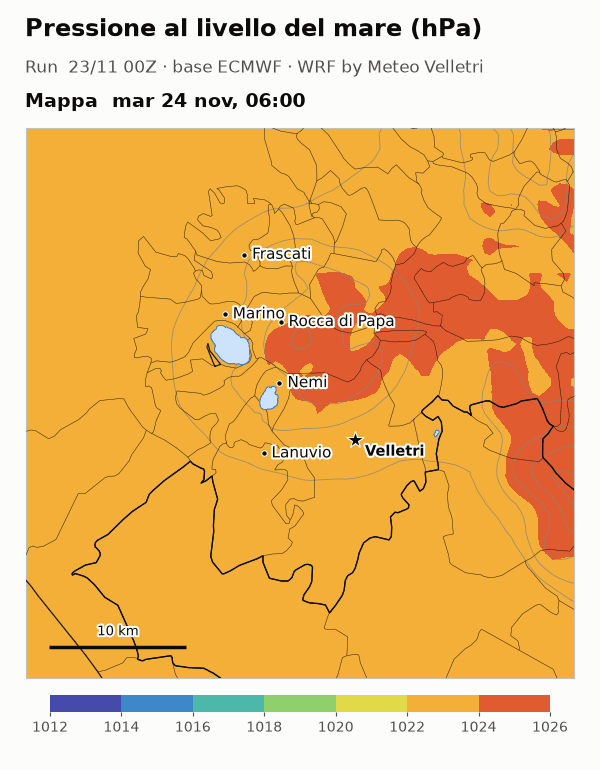 Pressione al livello del mare (hPa)
Run  23/11 00Z · base ECMWF · WRF by Meteo Velletri
Mappa  mar 24 nov, 06:00
Frascati
Marino
Rocca di Papa
Nemi
Velletri
Lanuvio
10 km
1012 1014 1016 1018 1020 1022 1024 1026